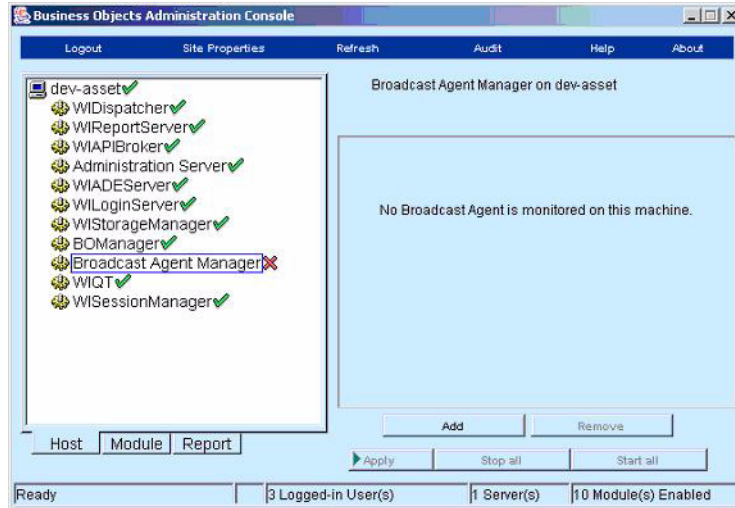 Business Objects Administration Console
Logout Site Properties Refresh Audit Help About
dev-asset
WIDispatcher
WIReportServer
WIAPIBroker
Administration Server
WIADEServer
WILoginServer
WIStorageManager
BOManager
Broadcast Agent Manager
WIQT
WISessionManager
Host Module Report
Broadcast Agent Manager on dev-asset
No Broadcast Agent is monitored on this machine.
Add Remove
Apply Stop all Start all
Ready 3 Logged-in User(s) 1 Server(s) 10 Module(s) Enabled